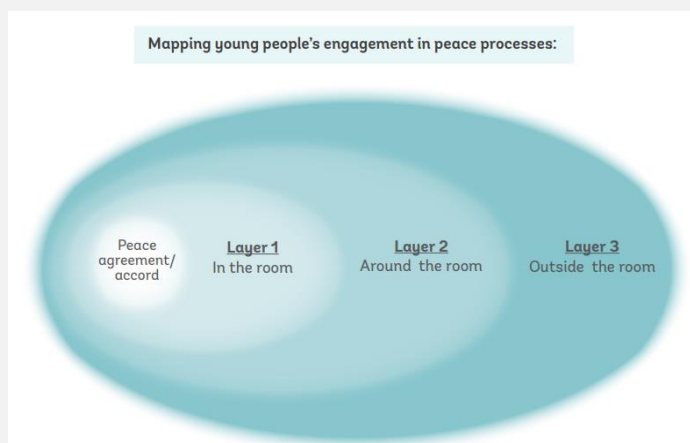 Mapping young people's engagement in peace processes:
Peace
agreement/
accord
Layer 1
In the room
Layer 2
Around the room
Layer 3
Outside the room